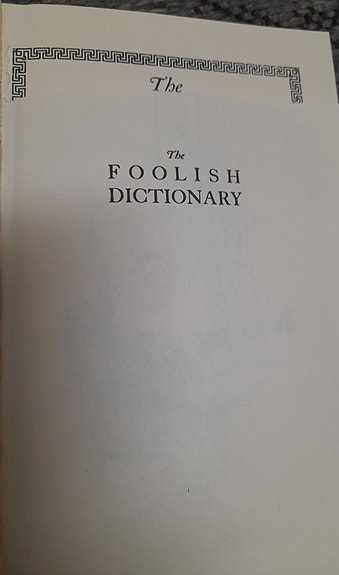 The
The
FOOLISH
DICTIONARY